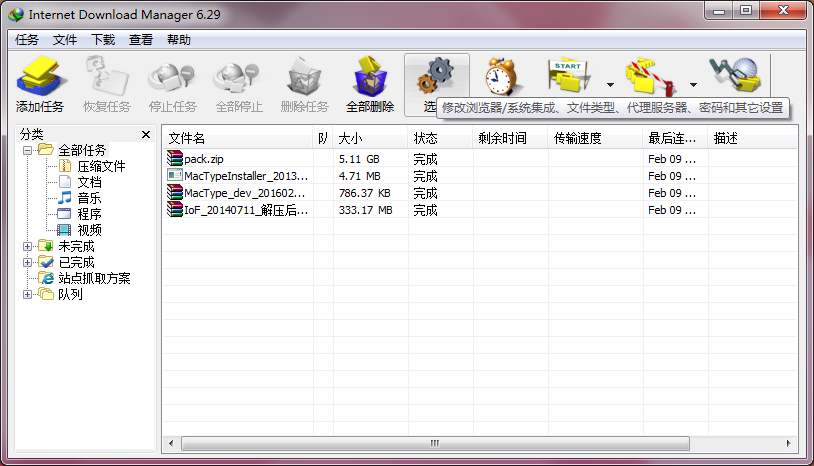 Internet Download Manager 6.29
任务 文件 下载 查看 帮助
START
添加任务 恢复任务 停止任务 全部停止 删除任务 全部删除 选
修改浏览器/系统集成、文件类型、代理服务器、密码和其它设置
分类
文件名 队 大小 状态 剩余时间 传输速度 最后连... 描述
全部任务
压缩文件
文档
音乐
程序
视频
未完成
已完成
站点抓取方案
队列
pack.zip 5.11 GB 完成 Feb 09 ...
MacTypeInstaller_2013... 4.71 MB 完成 Feb 09 ...
MacType_dev_201602... 786.37 KB 完成 Feb 09 ...
IoF_20140711_解压后... 333.17 MB 完成 Feb 09 ...